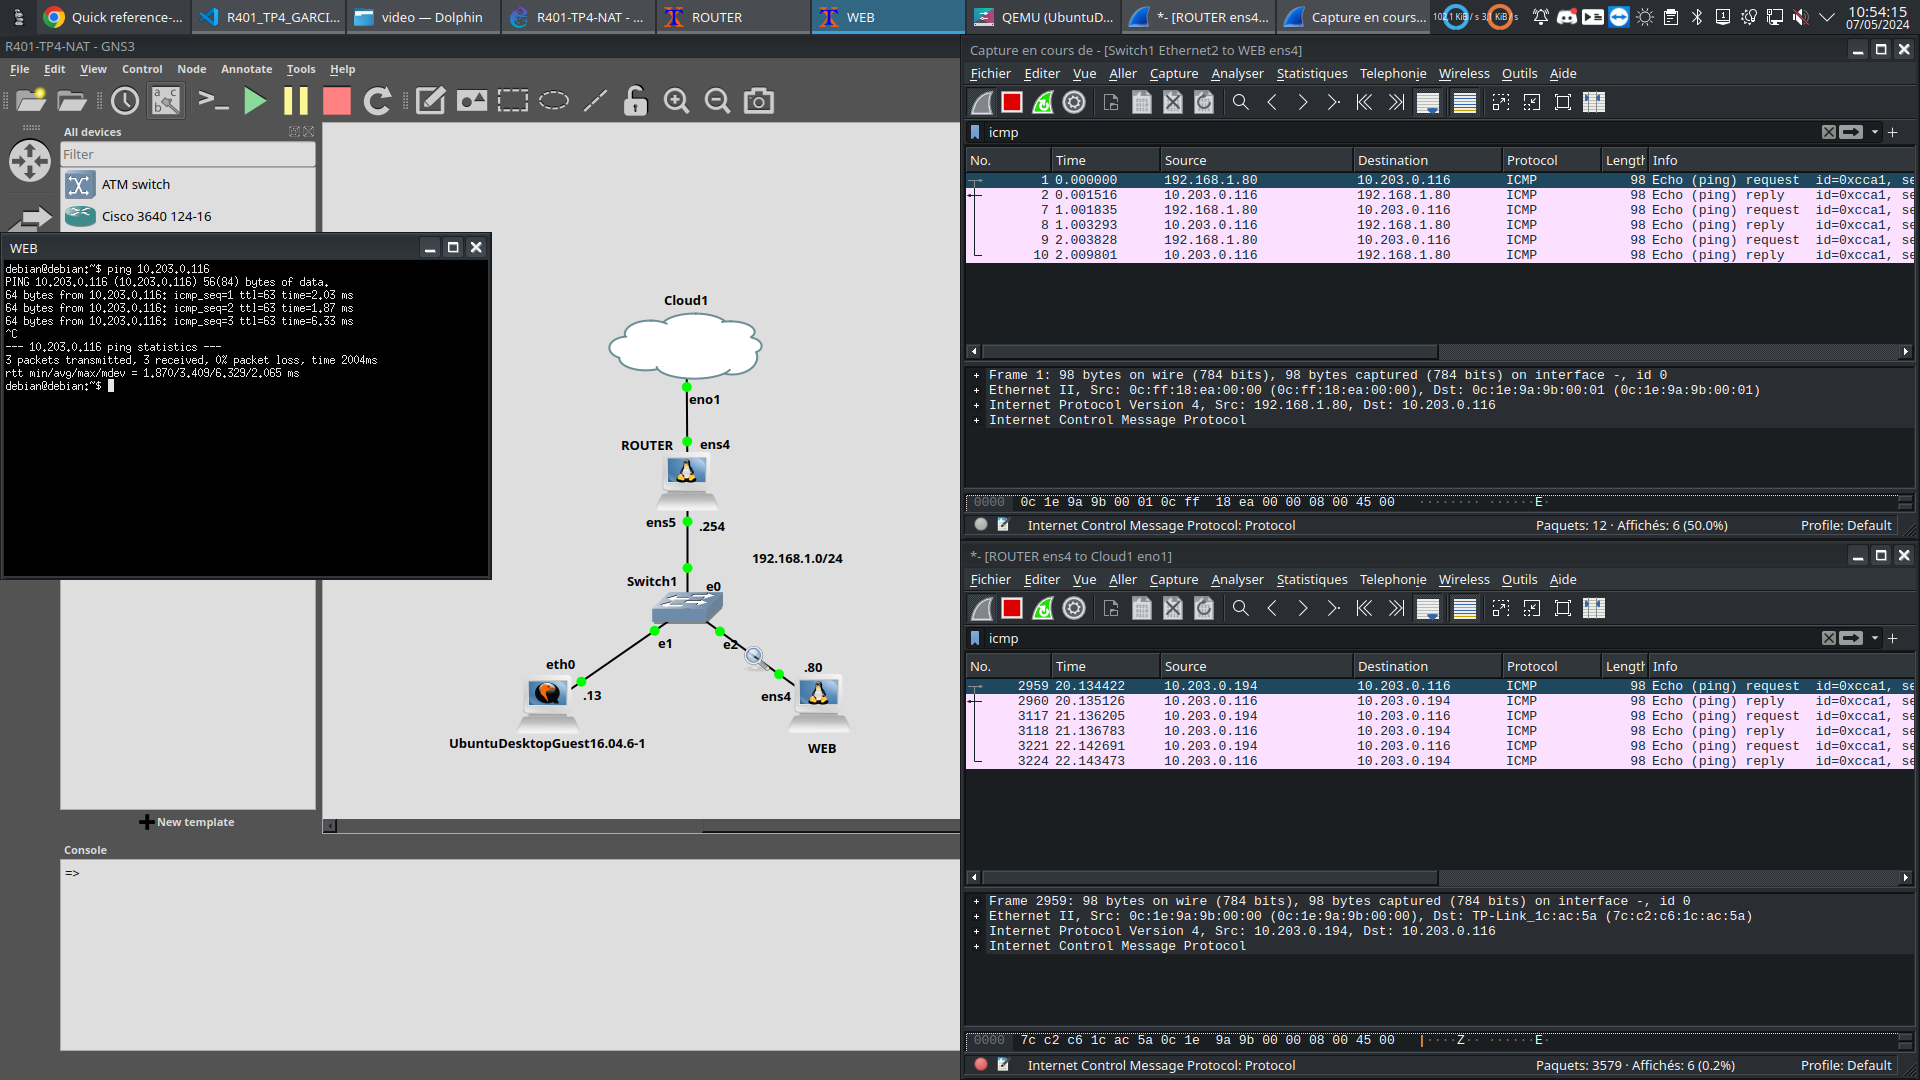 Quick reference-...
R401_TP4_GARCI...
video — Dolphin
R401-TP4-NAT - ...
ROUTER
WEB
QEMU (UbuntuD...
*- [ROUTER ens4...
Capture en cours...
10:54:15
07/05/2024
R401-TP4-NAT - GNS3
File Edit View Control Node Annotate Tools Help
All devices
Filter
ATM switch
Cisco 3640 124-16
WEB
debian@debian:~$ ping 10.203.0.116
PING 10.203.0.116 (10.203.0.116) 56(84) bytes of data.
64 bytes from 10.203.0.116: icmp_seq=1 ttl=63 time=2.03 ms
64 bytes from 10.203.0.116: icmp_seq=2 ttl=63 time=1.87 ms
64 bytes from 10.203.0.116: icmp_seq=3 ttl=63 time=6.33 ms
^C
--- 10.203.0.116 ping statistics ---
3 packets transmitted, 3 received, 0% packet loss, time 2004ms
rtt min/avg/max/mdev = 1.870/3.409/6.329/2.065 ms
debian@debian:~$
Cloud1
eno1
ROUTER ens4
ens5 .254
192.168.1.0/24
Switch1
e0
e1
e2
eth0
.13
.80
ens4
UbuntuDesktopGuest16.04.6-1
WEB
New template
Console
=>
Capture en cours de - [Switch1 Ethernet2 to WEB ens4]
Fichier Editer Vue Aller Capture Analyser Statistiques Telephonie Wireless Outils Aide
icmp
No. Time Source Destination Protocol Length Info
1 0.000000 192.168.1.80 10.203.0.116 ICMP 98 Echo (ping) request id=0xcca1, se
2 0.001516 10.203.0.116 192.168.1.80 ICMP 98 Echo (ping) reply id=0xcca1, se
7 1.001835 192.168.1.80 10.203.0.116 ICMP 98 Echo (ping) request id=0xcca1, se
8 1.003293 10.203.0.116 192.168.1.80 ICMP 98 Echo (ping) reply id=0xcca1, se
9 2.003828 192.168.1.80 10.203.0.116 ICMP 98 Echo (ping) request id=0xcca1, se
10 2.009801 10.203.0.116 192.168.1.80 ICMP 98 Echo (ping) reply id=0xcca1, se
Frame 1: 98 bytes on wire (784 bits), 98 bytes captured (784 bits) on interface -, id 0
Ethernet II, Src: 0c:ff:18:ea:00:00 (0c:ff:18:ea:00:00), Dst: 0c:1e:9a:9b:00:01 (0c:1e:9a:9b:00:01)
Internet Protocol Version 4, Src: 192.168.1.80, Dst: 10.203.0.116
Internet Control Message Protocol
0000 0c 1e 9a 9b 00 01 0c ff 18 ea 00 00 08 00 45 00 ········ ······E·
Internet Control Message Protocol: Protocol Paquets: 12 · Affichés: 6 (50.0%) Profile: Default
*- [ROUTER ens4 to Cloud1 eno1]
Fichier Editer Vue Aller Capture Analyser Statistiques Telephonie Wireless Outils Aide
icmp
No. Time Source Destination Protocol Length Info
2959 20.134422 10.203.0.194 10.203.0.116 ICMP 98 Echo (ping) request id=0xcca1, se
2960 20.135126 10.203.0.116 10.203.0.194 ICMP 98 Echo (ping) reply id=0xcca1, se
3117 21.136205 10.203.0.194 10.203.0.116 ICMP 98 Echo (ping) request id=0xcca1, se
3118 21.136783 10.203.0.116 10.203.0.194 ICMP 98 Echo (ping) reply id=0xcca1, se
3221 22.142691 10.203.0.194 10.203.0.116 ICMP 98 Echo (ping) request id=0xcca1, se
3224 22.143473 10.203.0.116 10.203.0.194 ICMP 98 Echo (ping) reply id=0xcca1, se
Frame 2959: 98 bytes on wire (784 bits), 98 bytes captured (784 bits) on interface -, id 0
Ethernet II, Src: 0c:1e:9a:9b:00:00 (0c:1e:9a:9b:00:00), Dst: TP-Link_1c:ac:5a (7c:c2:c6:1c:ac:5a)
Internet Protocol Version 4, Src: 10.203.0.194, Dst: 10.203.0.116
Internet Control Message Protocol
0000 7c c2 c6 1c ac 5a 0c 1e 9a 9b 00 00 08 00 45 00 |····Z·· ······E·
Internet Control Message Protocol: Protocol Paquets: 3579 · Affichés: 6 (0.2%) Profile: Default